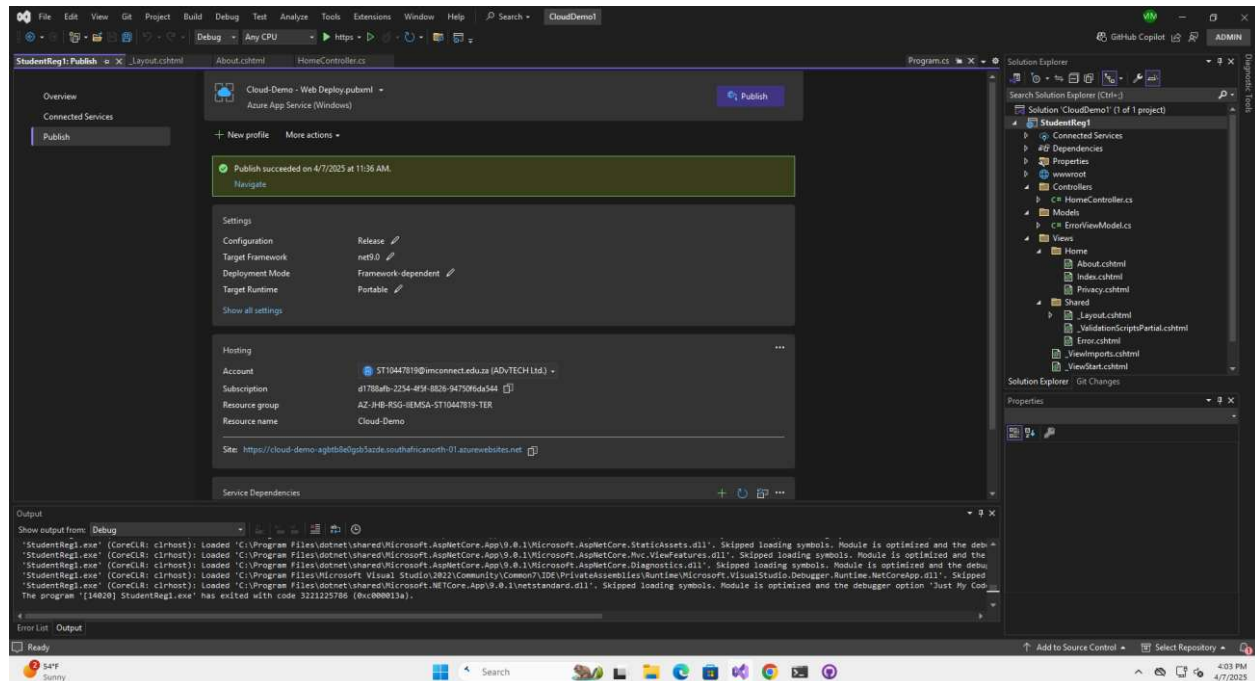 File Edit View Git Project Build Debug Test Analyze Tools Extensions Window Help Search CloudDemo1
VM
Debug Any CPU https
GitHub Copilot ADMIN
StudentReg1: Publish _Layout.cshtml About.cshtml HomeController.cs Program.cs
Overview
Connected Services
Publish
Cloud-Demo - Web Deploy.pubxml
Azure App Service (Windows)
Publish
New profile More actions
Publish succeeded on 4/7/2025 at 11:36 AM.
Navigate
Settings
Configuration Release
Target Framework net9.0
Deployment Mode Framework-dependent
Target Runtime Portable
Show all settings
Hosting
Account ST10447819@imconnect.edu.za (ADvTECH Ltd.)
Subscription d1788afb-2254-4f5f-8826-94750f6da544
Resource group AZ-JHB-RSG-IIEMSA-ST10447819-TER
Resource name Cloud-Demo
Site: https://cloud-demo-agbtb8e0gsb5azde.southafricanorth-01.azurewebsites.net
Service Dependencies
Solution Explorer
Search Solution Explorer (Ctrl+;)
Solution 'CloudDemo1' (1 of 1 project)
StudentReg1
Connected Services
Dependencies
Properties
wwwroot
Controllers
C# HomeController.cs
Models
C# ErrorViewModel.cs
Views
Home
About.cshtml
Index.cshtml
Privacy.cshtml
Shared
_Layout.cshtml
_ValidationScriptsPartial.cshtml
Error.cshtml
_ViewImports.cshtml
_ViewStart.cshtml
Solution Explorer Git Changes
Properties
Diagnostic Tools
Output
Show output from: Debug
'StudentReg1.exe' (CoreCLR: clrhost): Loaded 'C:\Program Files\dotnet\shared\Microsoft.AspNetCore.App\9.0.1\Microsoft.AspNetCore.StaticAssets.dll'. Skipped loading symbols. Module is optimized and the deb
'StudentReg1.exe' (CoreCLR: clrhost): Loaded 'C:\Program Files\dotnet\shared\Microsoft.AspNetCore.App\9.0.1\Microsoft.AspNetCore.Mvc.ViewFeatures.dll'. Skipped loading symbols. Module is optimized and the
'StudentReg1.exe' (CoreCLR: clrhost): Loaded 'C:\Program Files\dotnet\shared\Microsoft.AspNetCore.App\9.0.1\Microsoft.AspNetCore.Diagnostics.dll'. Skipped loading symbols. Module is optimized and the debu
'StudentReg1.exe' (CoreCLR: clrhost): Loaded 'C:\Program Files\Microsoft Visual Studio\2022\Community\Common7\IDE\PrivateAssemblies\Runtime\Microsoft.VisualStudio.Debugger.Runtime.NetCoreApp.dll'. Skipped
'StudentReg1.exe' (CoreCLR: clrhost): Loaded 'C:\Program Files\dotnet\shared\Microsoft.NETCore.App\9.0.1\netstandard.dll'. Skipped loading symbols. Module is optimized and the debugger option 'Just My Cod
The program '[14020] StudentReg1.exe' has exited with code 3221225786 (0xc000013a).
Error List Output
Ready Add to Source Control Select Repository
2
54°F
Sunny
Search
4:03 PM
4/7/2025